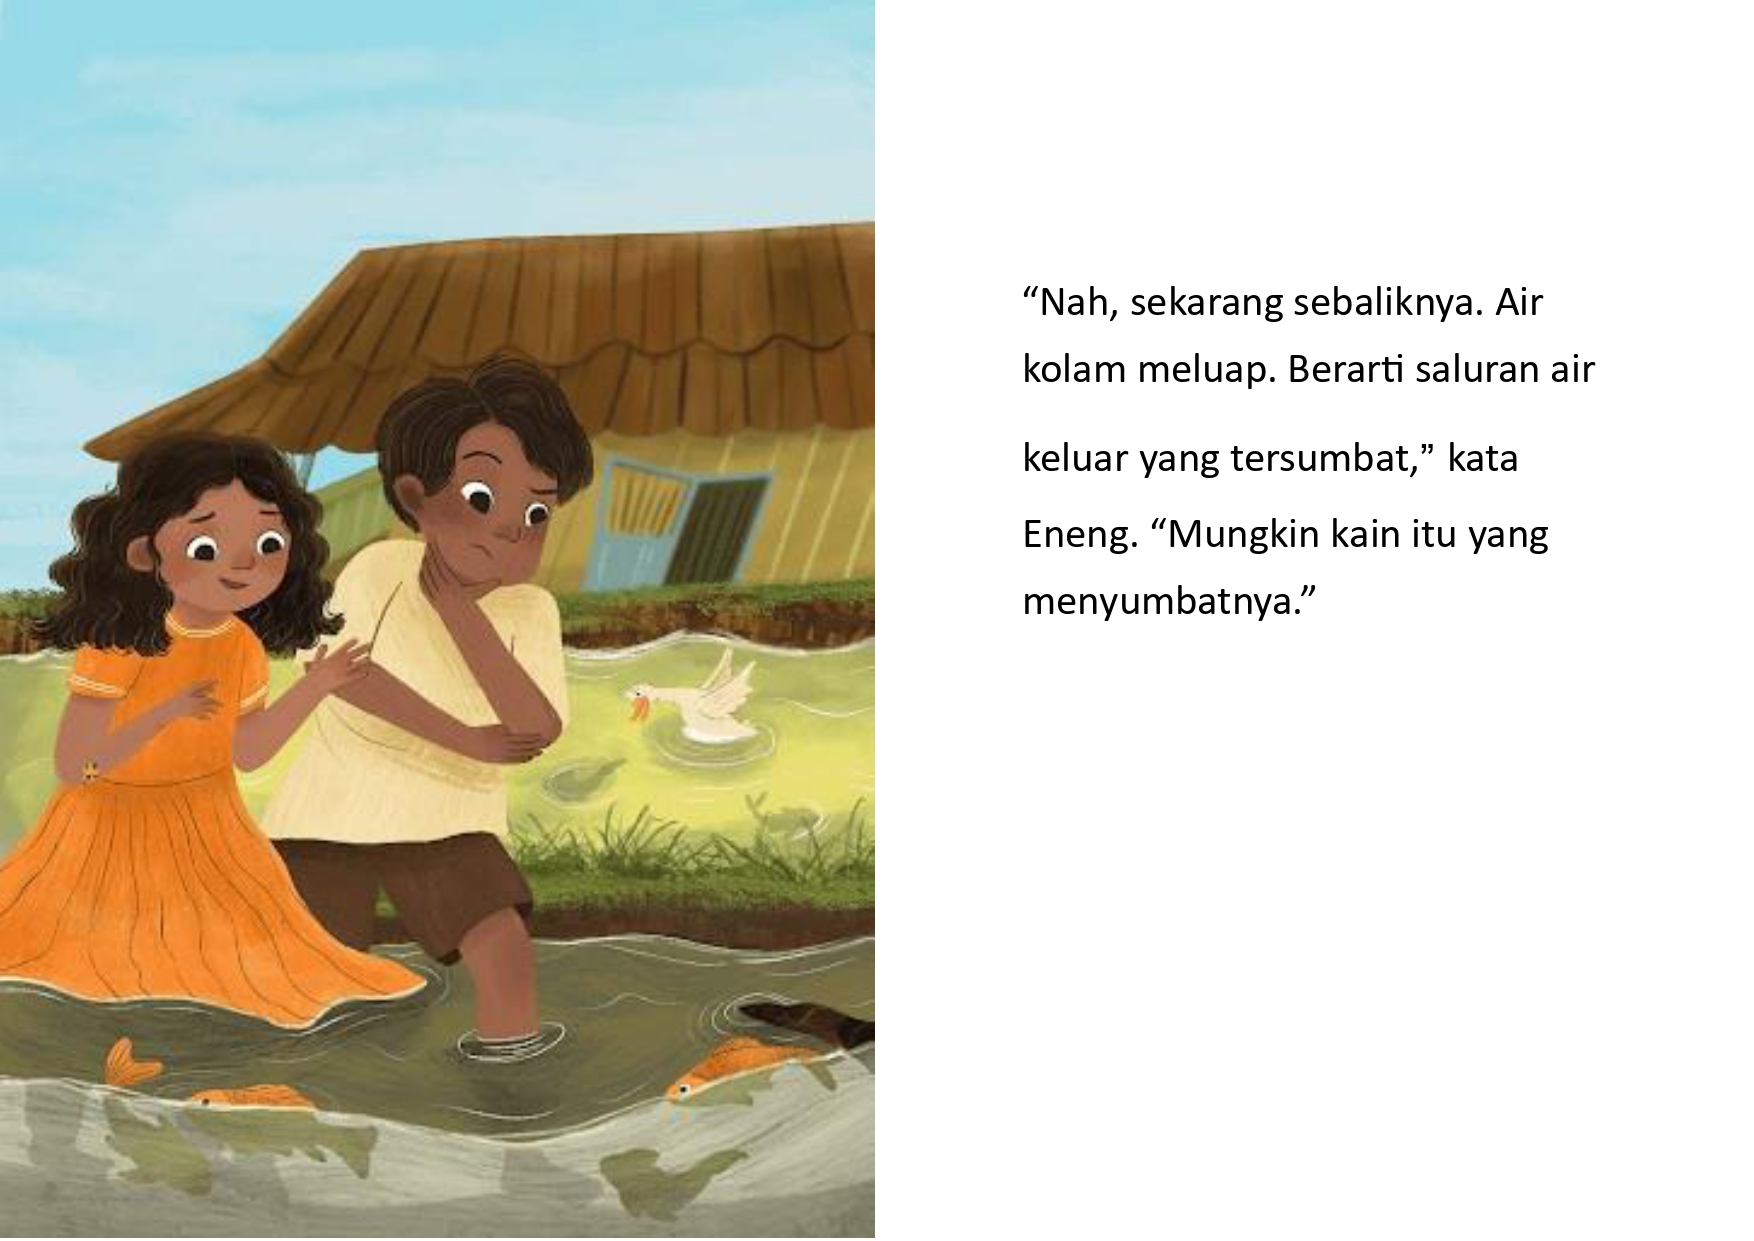 “Nah, sekarang sebaliknya. Air
kolam meluap. Berarti saluran air
keluar yang tersumbat,” kata
Eneng. “Mungkin kain itu yang
menyumbatnya.”